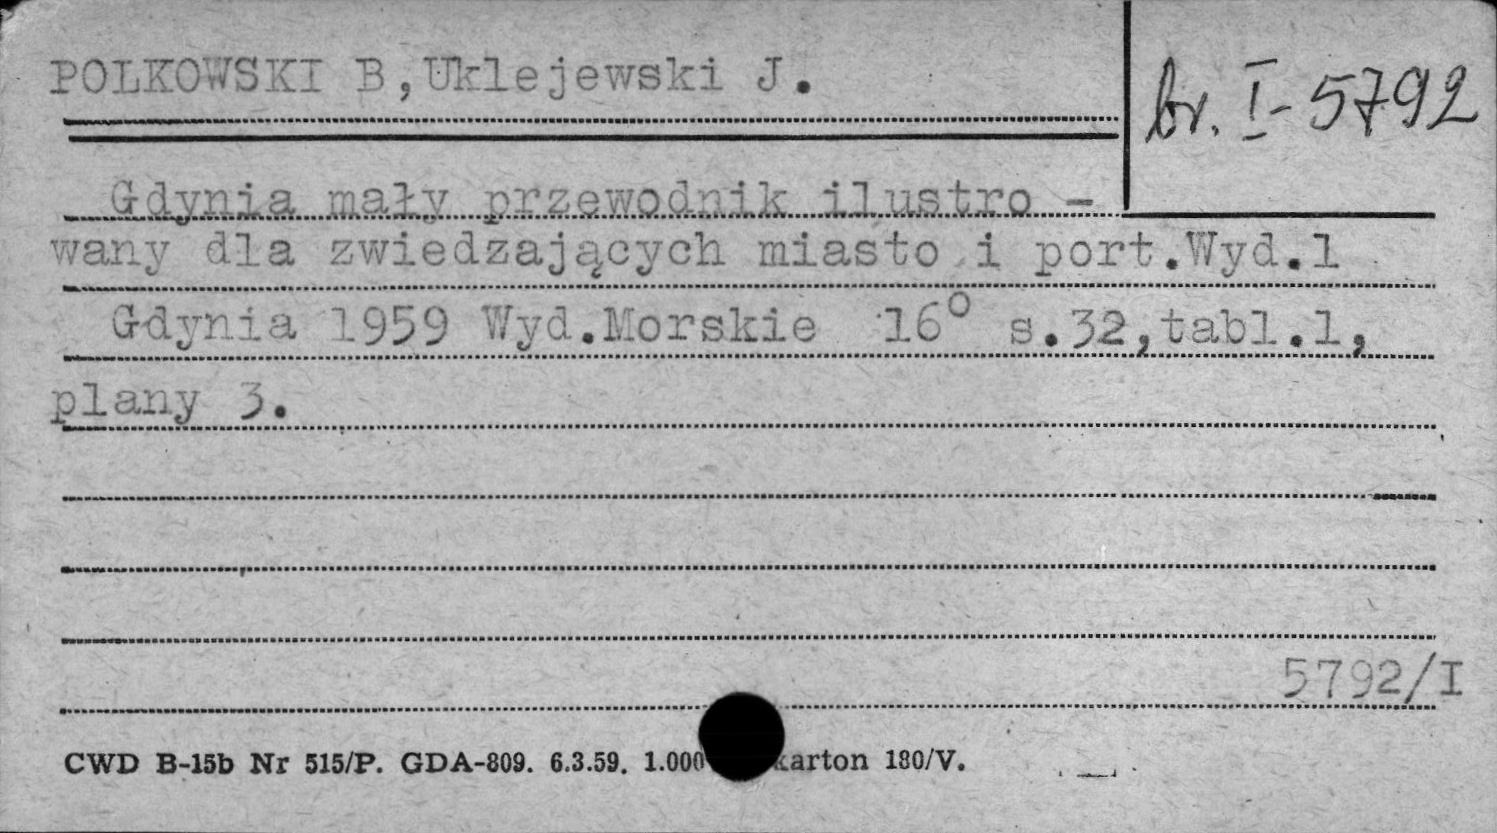 POLKOWSKI B,Uklejewski J.
br. I-5792
Gdynia mały przewodnik ilustro -
wany dla zwiedzających miasto i port.Wyd.1
Gdynia 1959 Wyd.Morskie 16° s.32,tabl.1,
plany 3.
5792/I
CWD B-15b Nr 515/P. GDA-809. 6.3.59. 1.000 karton 180/V.